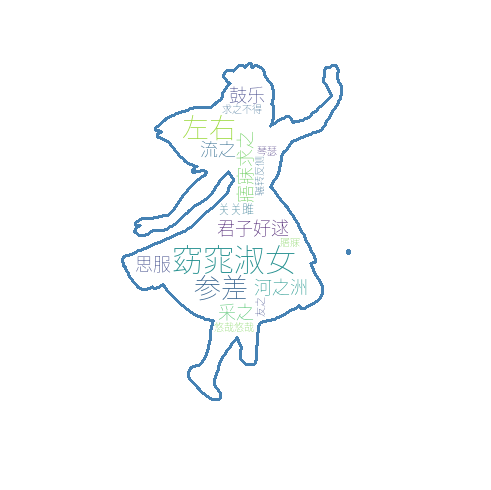 鼓乐
求之不得
左右
流之
琴瑟
寤寐求之
辗转反侧
关关雎
君子好逑
寤寐
窈窕淑女
思服
参差
河之洲
友之
采之
悠哉悠哉